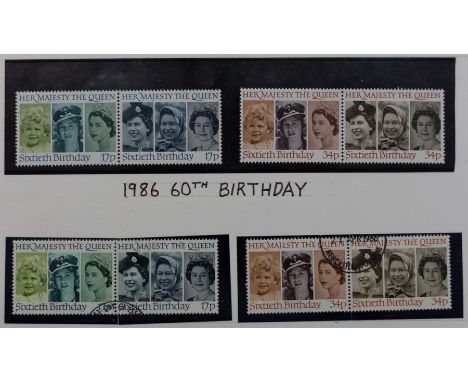 HER MAJESTY THE QUEEN HER MAJESTY THE QUEEN
Sixtieth Birthday 17p Sixtieth Birthday 17p
HER MAJESTY THE QUEEN HER MAJESTY THE QUEEN
Sixtieth Birthday 34p Sixtieth Birthday 34p
1986 60TH BIRTHDAY
HER MAJESTY THE QUEEN HER MAJESTY THE QUEEN
Sixtieth Birthday Sixtieth Birthday 17p
HER MAJESTY THE QUEEN HER MAJESTY THE QUEEN
Sixtieth Birthday 34p Sixtieth Birthday 34p